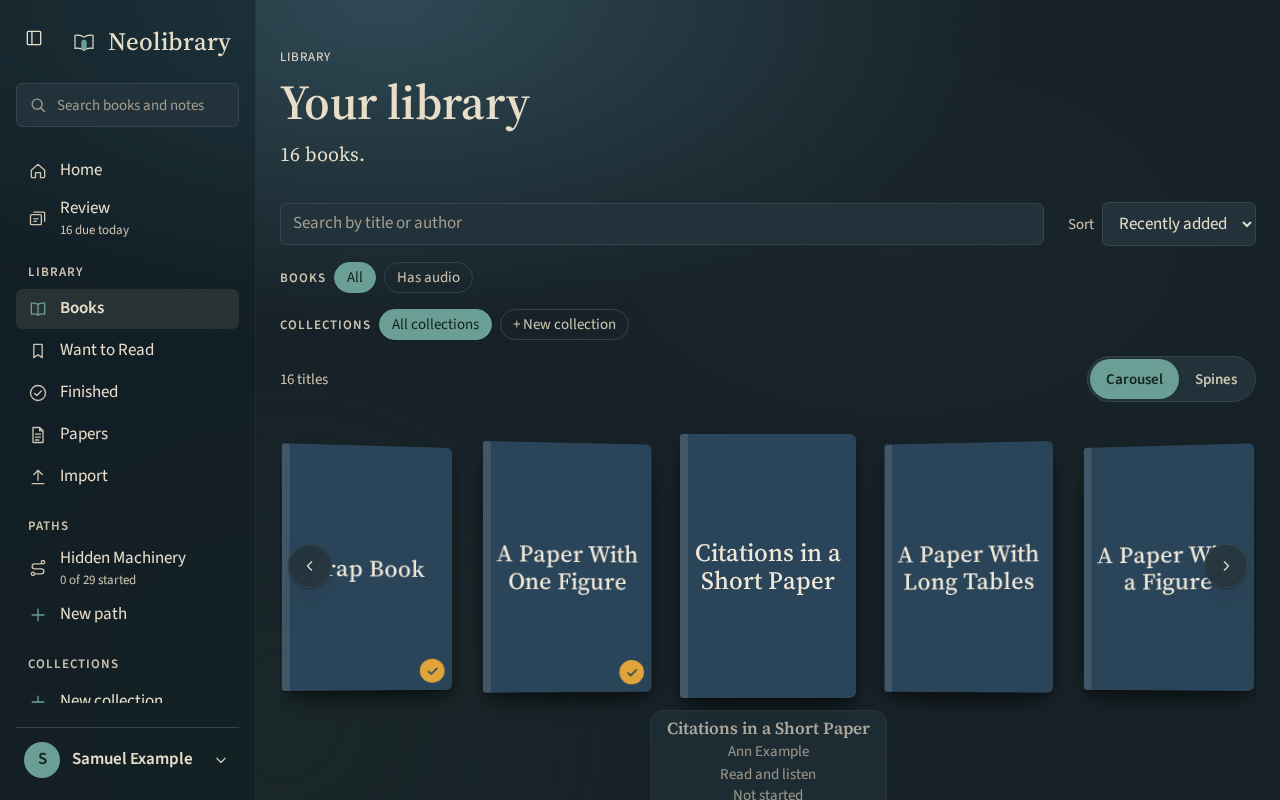 Neolibrary
Search books and notes
Home
Review
16 due today
LIBRARY
Books
Want to Read
Finished
Papers
Import
PATHS
Hidden Machinery
0 of 29 started
New path
COLLECTIONS
New collection
S
Samuel Example
LIBRARY
Your library
16 books.
Search by title or author
Sort
Recently added
BOOKS
All
Has audio
COLLECTIONS
All collections
+ New collection
16 titles
Carousel
Spines
Book
A Paper With
One Figure
Citations in a
Short Paper
A Paper With
Long Tables
A Paper
a Figure
Citations in a Short Paper
Ann Example
Read and listen
Not started